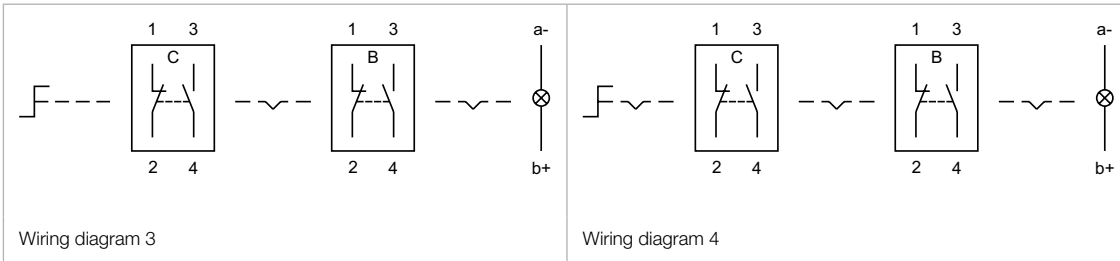 1 3 1 3 a-
C B
2 4 2 4 b+
Wiring diagram 3
1 3 1 3 a-
C B
2 4 2 4 b+
Wiring diagram 4